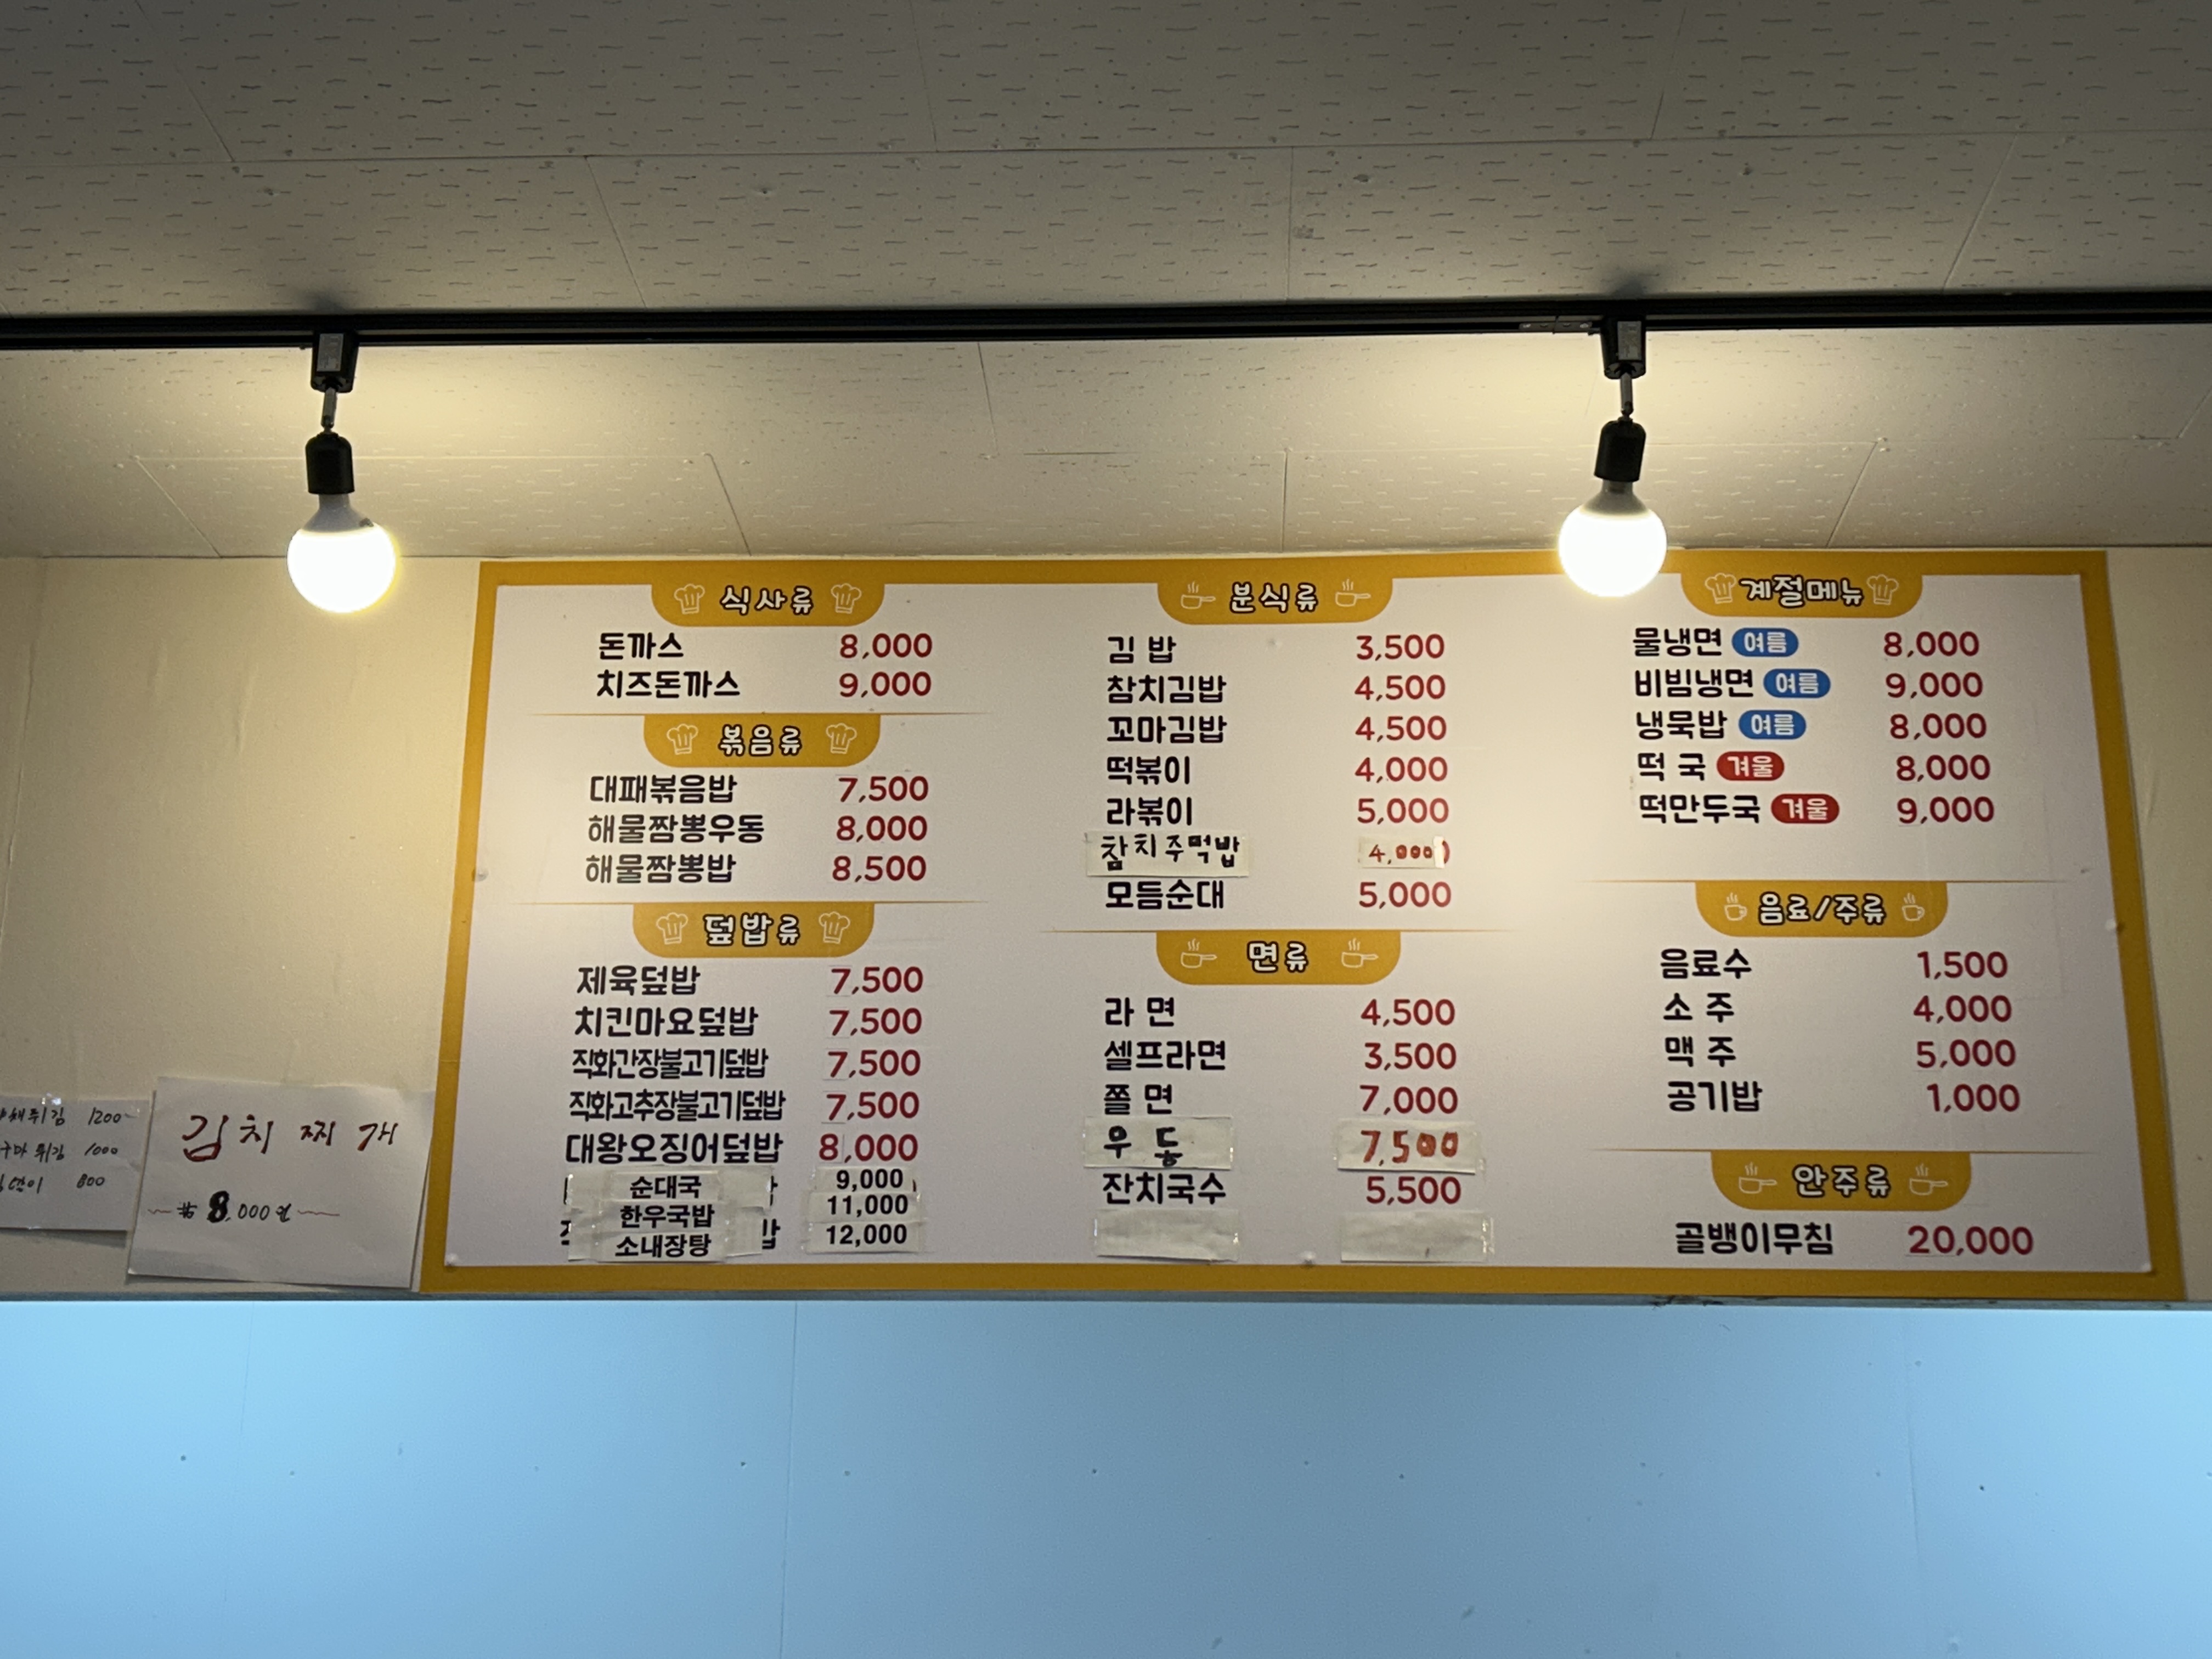 식사류
돈까스 8,000
치즈돈까스 9,000
볶음류
대패볶음밥 7,500
해물짬뽕우동 8,000
해물짬뽕밥 8,500
덮밥류
제육덮밥 7,500
치킨마요덮밥 7,500
직화간장불고기덮밥 7,500
직화고추장불고기덮밥 7,500
대왕오징어덮밥 8,000
순대국 9,000
한우국밥 11,000
소내장탕 12,000
분식류
김 밥 3,500
참치김밥 4,500
꼬마김밥 4,500
떡볶이 4,000
라볶이 5,000
참치주먹밥 4,000
모듬순대 5,000
면류
라 면 4,500
셀프라면 3,500
쫄 면 7,000
우 동 7,500
잔치국수 5,500
계절메뉴
물냉면 여름 8,000
비빔냉면 여름 9,000
냉묵밥 여름 8,000
떡 국 겨울 8,000
떡만두국 겨울 9,000
음료/주류
음료수 1,500
소 주 4,000
맥 주 5,000
공기밥 1,000
안주류
골뱅이무침 20,000
김치찌개
8,000원
튀김 1200
튀김 1000
800